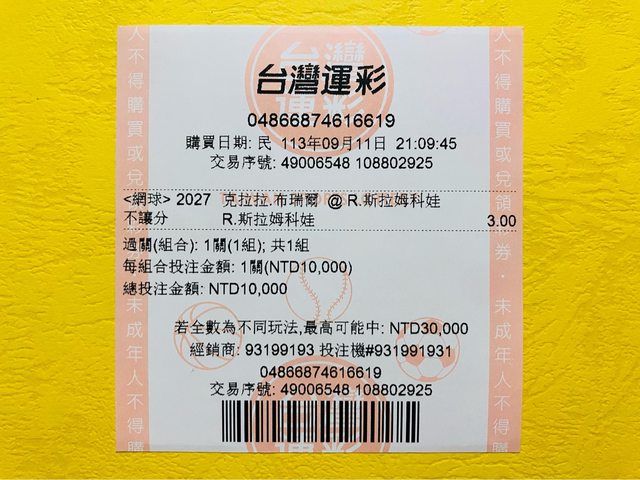 台灣運彩
04866874616619
購買日期: 民 113年09月11日 21:09:45
交易序號: 49006548 108802925
<網球> 2027 克拉拉.布瑞爾 @ R.斯拉姆科娃
不讓分 R.斯拉姆科娃 3.00
過關(組合): 1關(1組); 共1組
每組合投注金額: 1關(NTD10,000)
總投注金額: NTD10,000
若全數為不同玩法,最高可能中: NTD30,000
經銷商: 93199193 投注機#931991931
04866874616619
交易序號: 49006548 108802925
人不得購買或兌
券・未成年人不得購
人不得購買或兌領
券・未成年人不得購